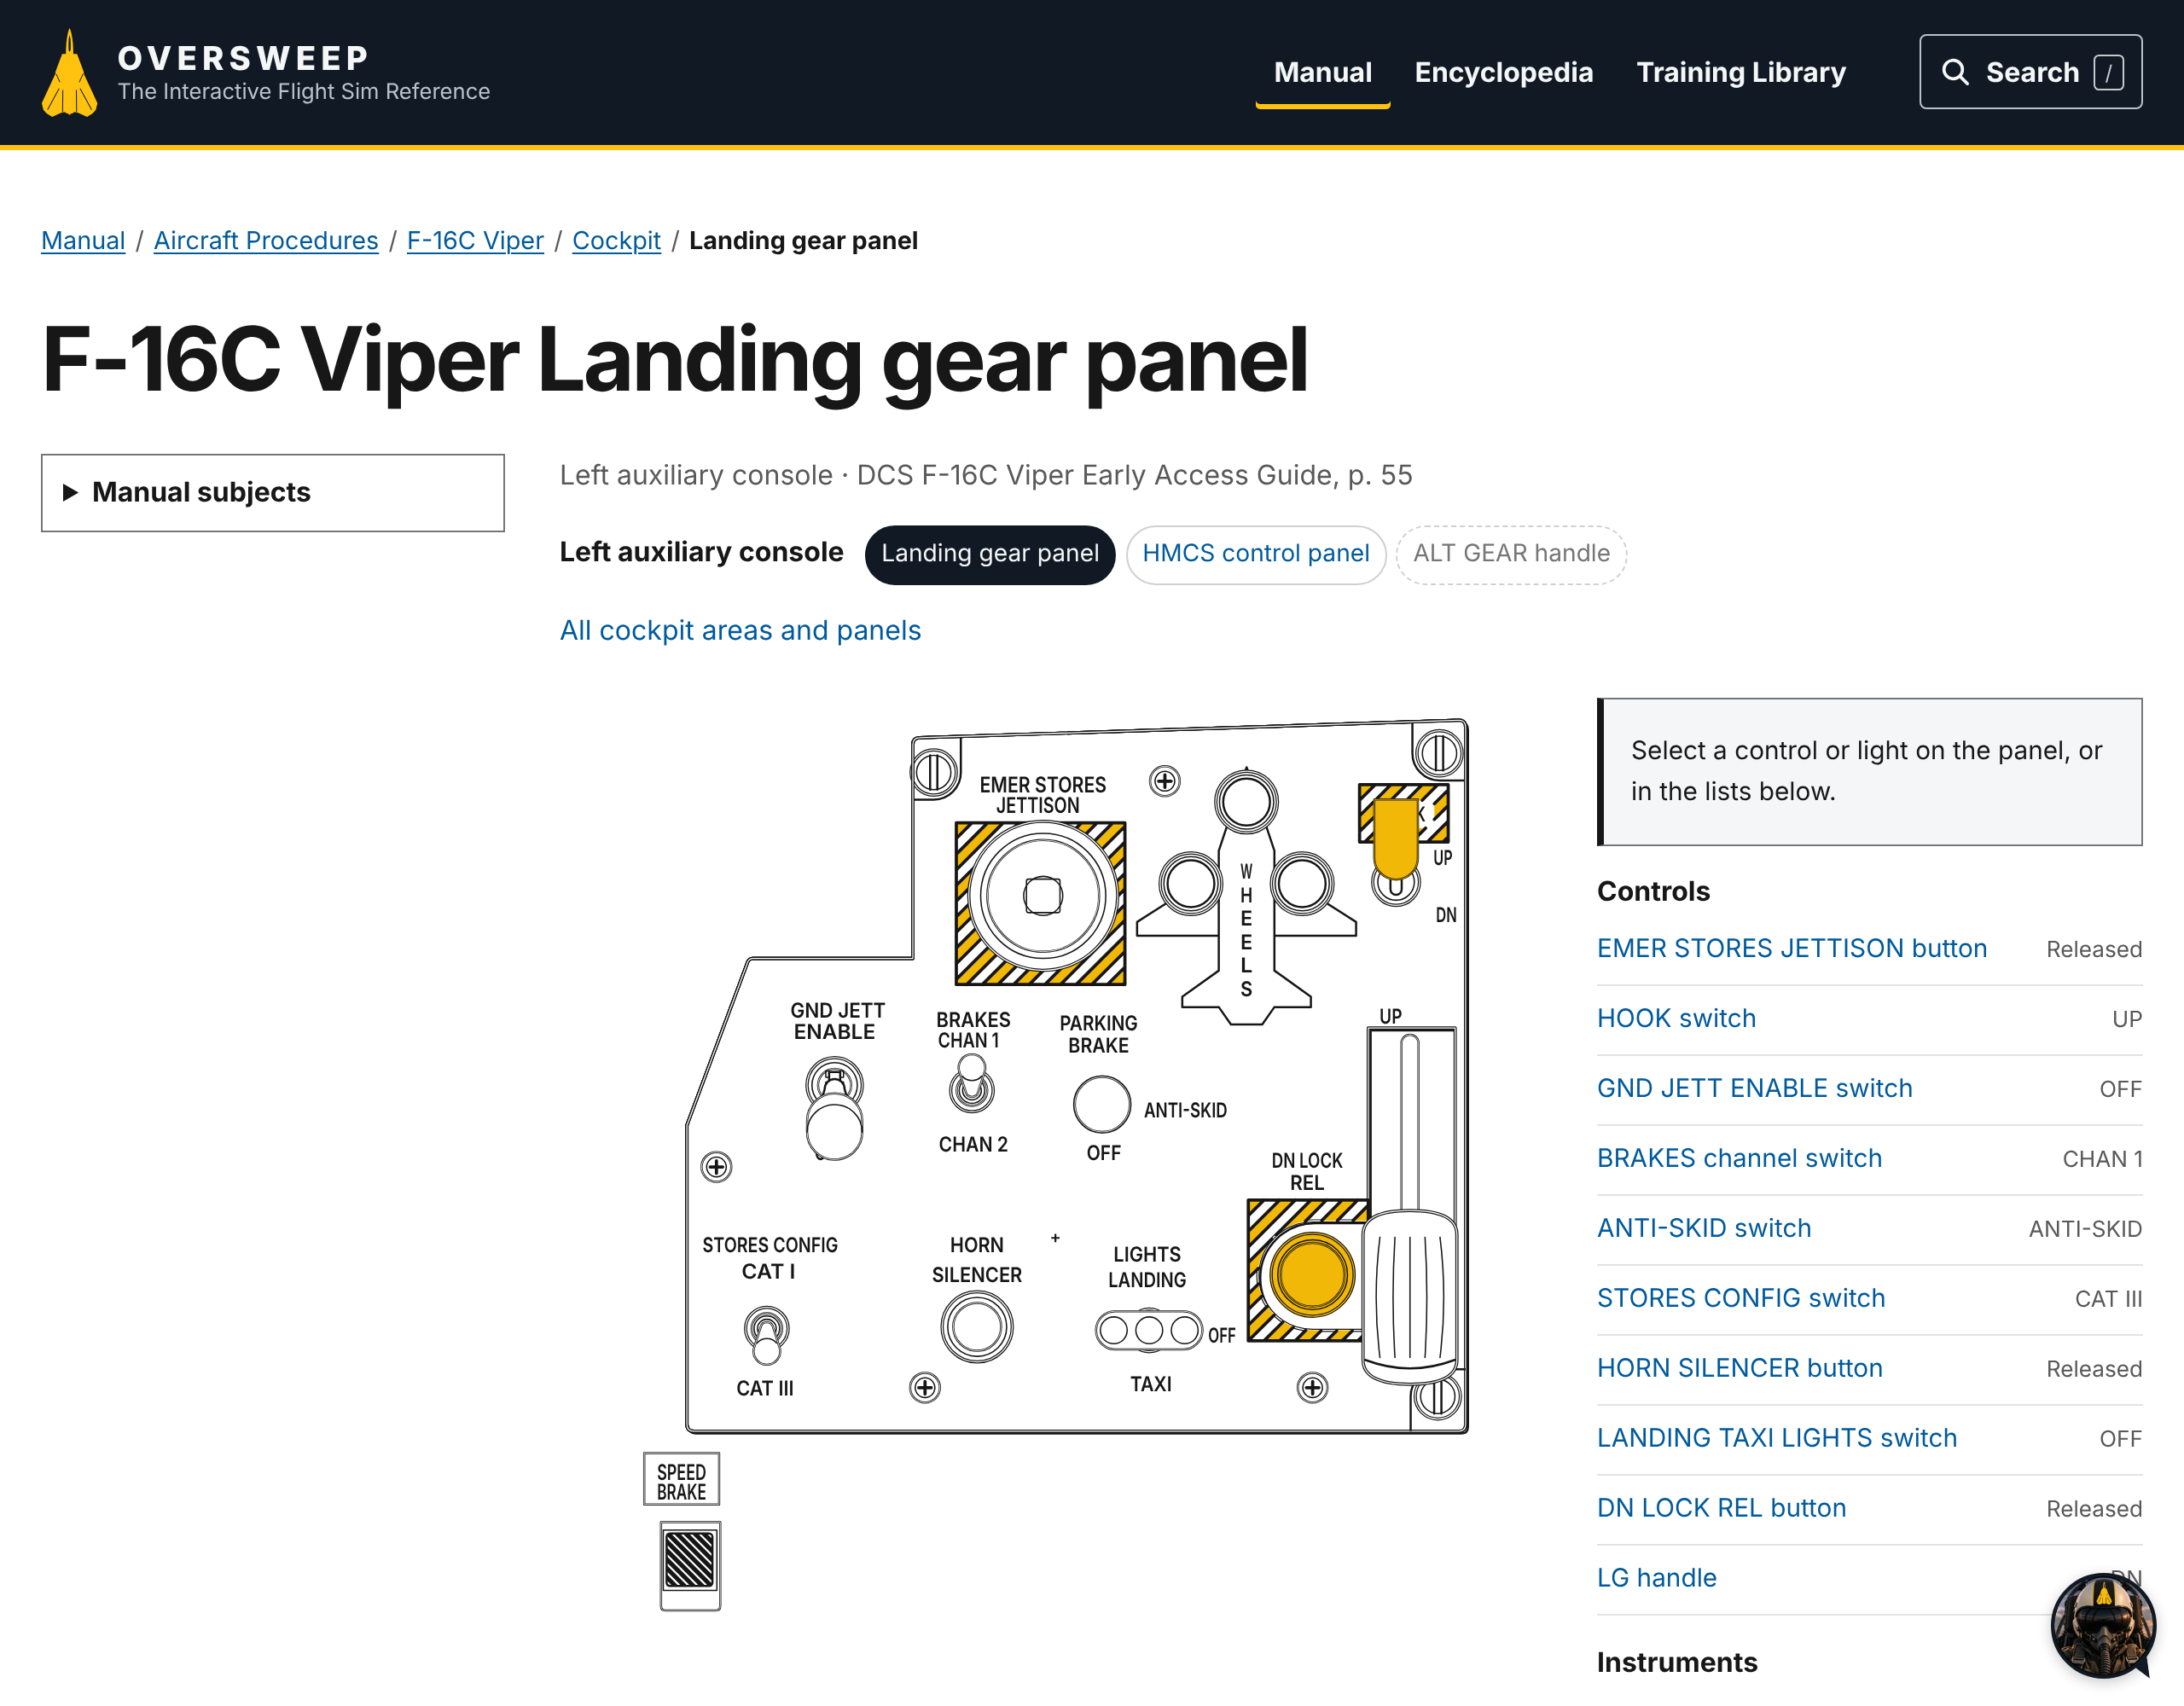 OVERSWEEP
The Interactive Flight Sim Reference
Manual
Encyclopedia
Training Library
Search /
Manual / Aircraft Procedures / F-16C Viper / Cockpit / Landing gear panel
F-16C Viper Landing gear panel
Manual subjects
Left auxiliary console · DCS F-16C Viper Early Access Guide, p. 55
Left auxiliary console
Landing gear panel
HMCS control panel
ALT GEAR handle
All cockpit areas and panels
EMER STORES
JETTISON
WHEELS
UP
DN
GND JETT
ENABLE
BRAKES
CHAN 1
CHAN 2
PARKING
BRAKE
ANTI-SKID
OFF
UP
DN LOCK
REL
STORES CONFIG
CAT I
CAT III
HORN
SILENCER
LIGHTS
LANDING
OFF
TAXI
SPEED
BRAKE
Select a control or light on the panel, or
in the lists below.
Controls
EMER STORES JETTISON button Released
HOOK switch UP
GND JETT ENABLE switch OFF
BRAKES channel switch CHAN 1
ANTI-SKID switch ANTI-SKID
STORES CONFIG switch CAT III
HORN SILENCER button Released
LANDING TAXI LIGHTS switch OFF
DN LOCK REL button Released
LG handle DN
Instruments